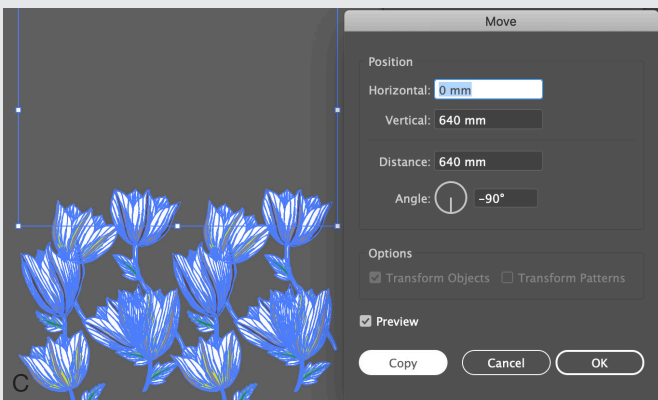 Move
Position
Horizontal: 0 mm
Vertical: 640 mm
Distance: 640 mm
Angle: -90°
Options
Transform Objects Transform Patterns
Preview
Copy Cancel OK
C